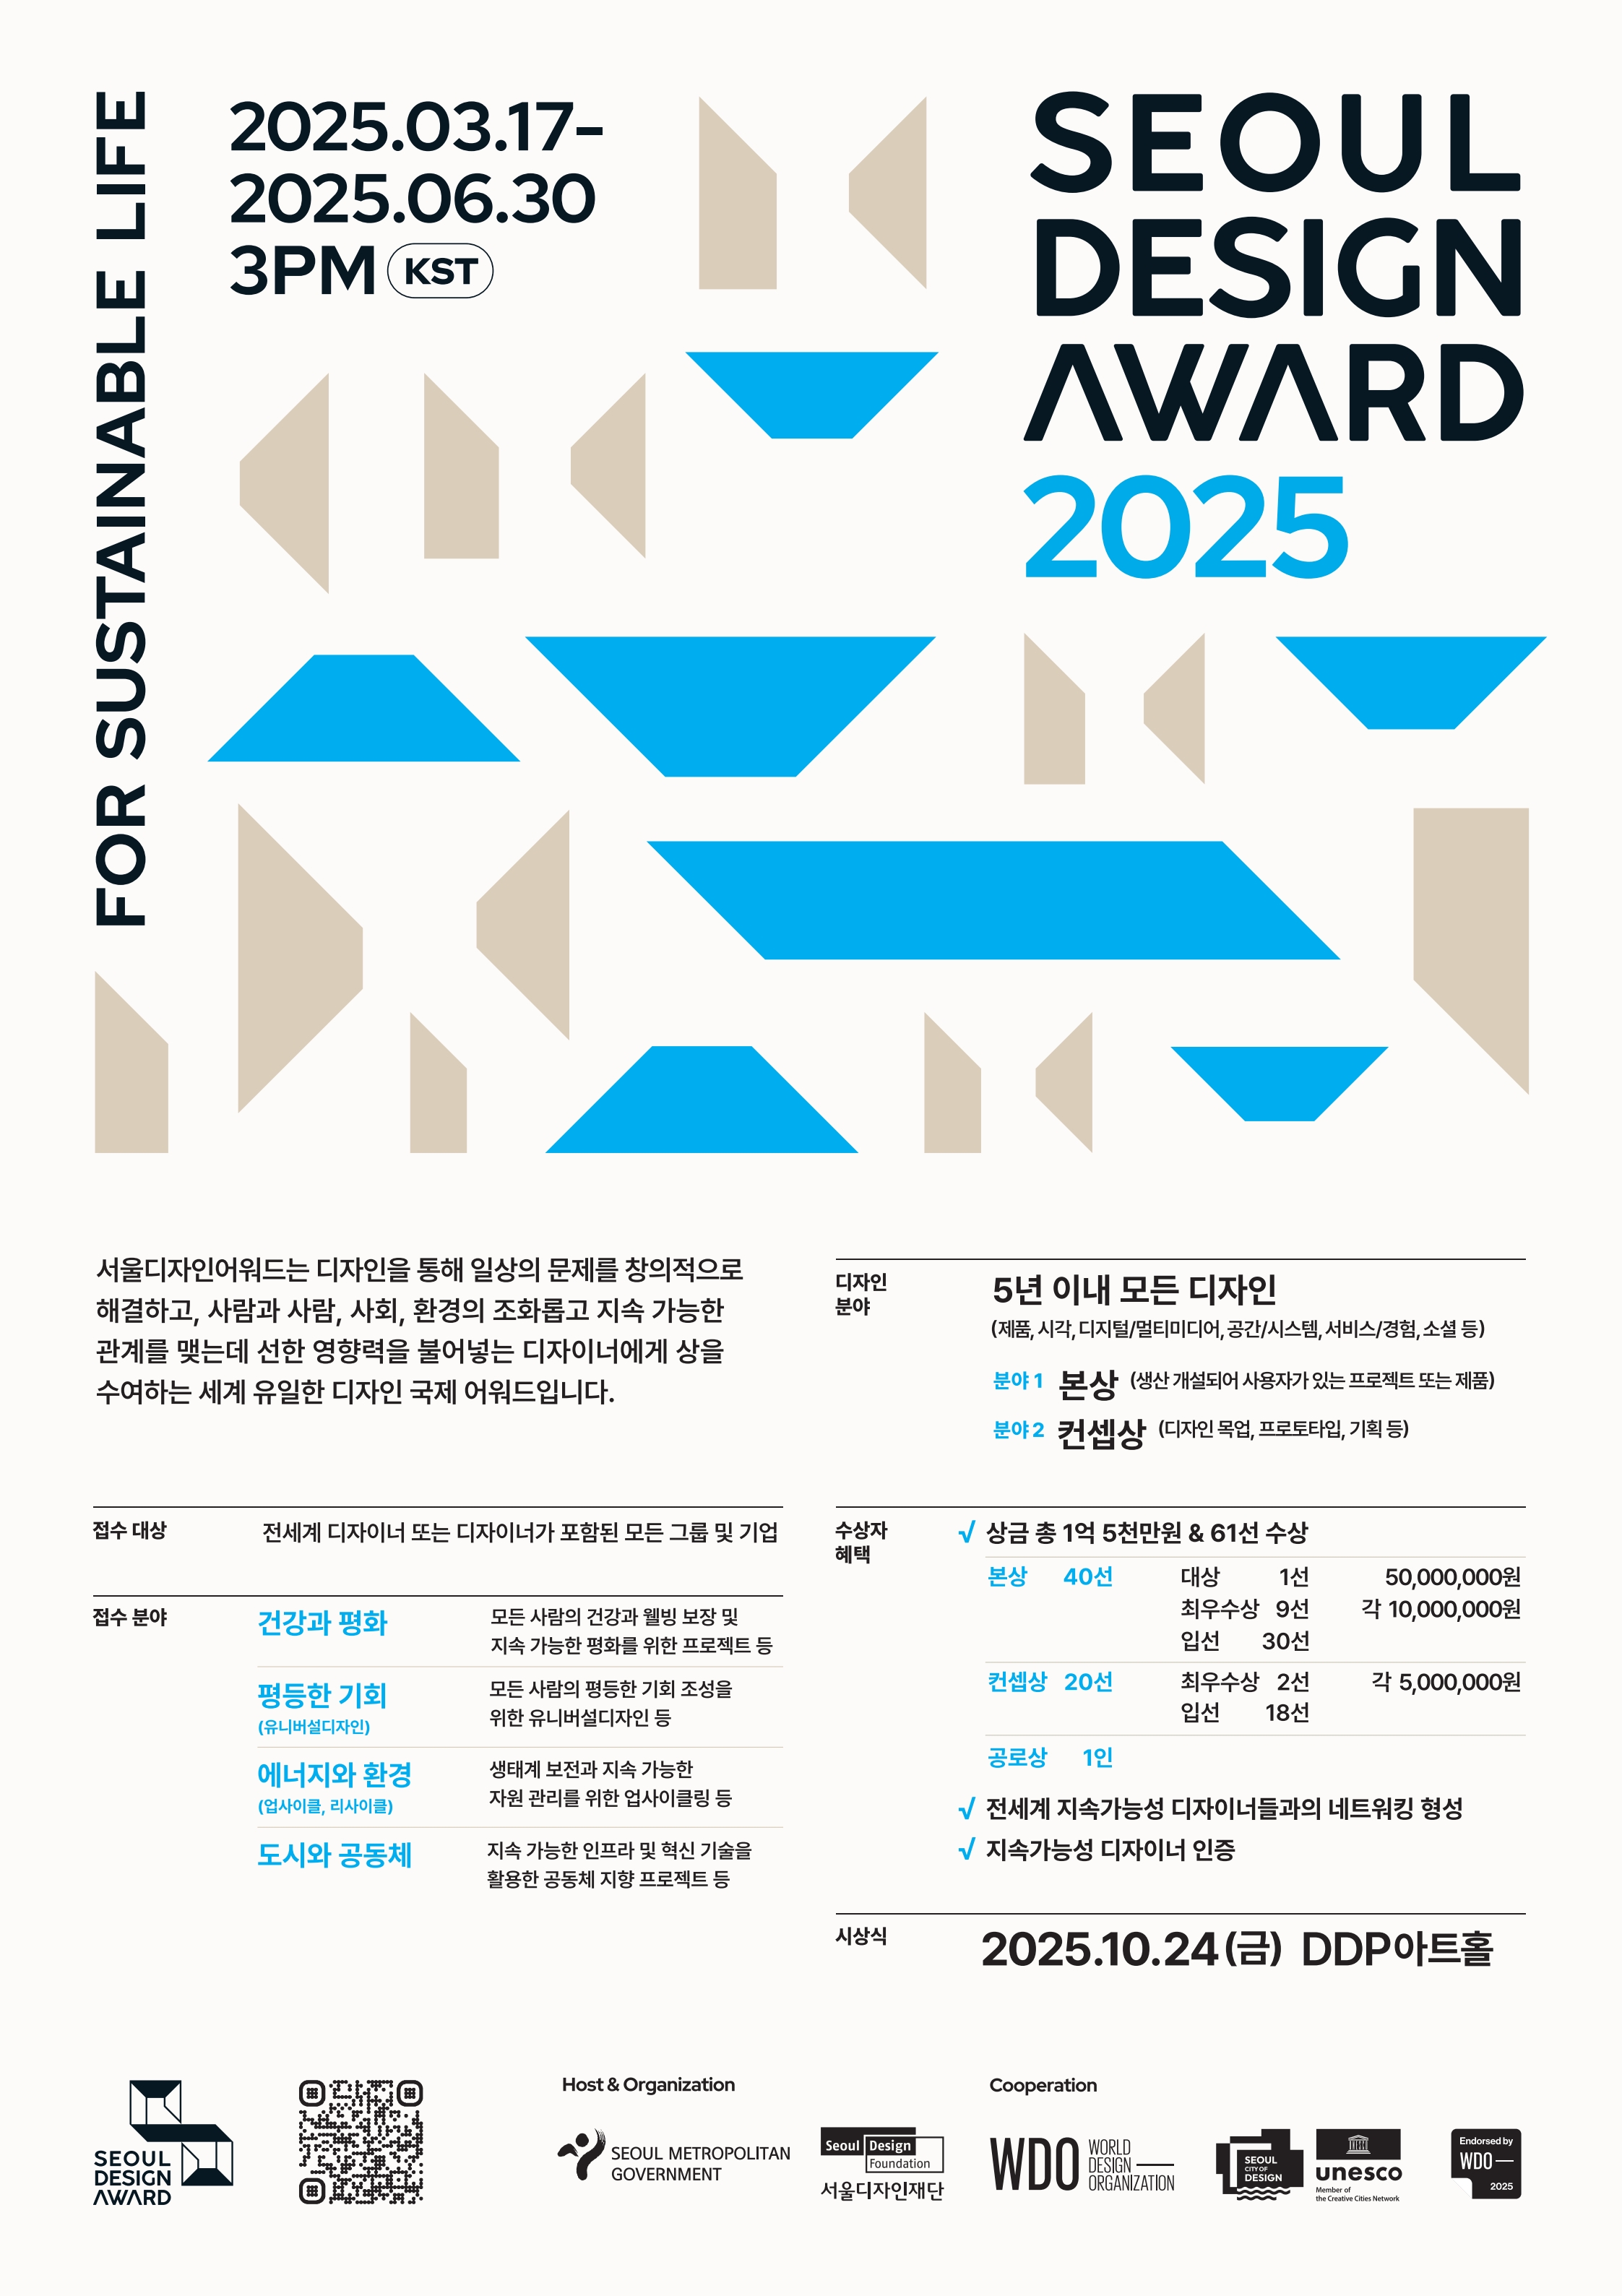 FOR SUSTAINABLE LIFE
2025.03.17-
2025.06.30
3PM KST
SEOUL
DESIGN
AWARD
2025
서울디자인어워드는 디자인을 통해 일상의 문제를 창의적으로
해결하고, 사람과 사람, 사회, 환경의 조화롭고 지속 가능한
관계를 맺는데 선한 영향력을 불어넣는 디자이너에게 상을
수여하는 세계 유일한 디자인 국제 어워드입니다.
접수 대상
전세계 디자이너 또는 디자이너가 포함된 모든 그룹 및 기업
접수 분야
건강과 평화
모든 사람의 건강과 웰빙 보장 및
지속 가능한 평화를 위한 프로젝트 등
평등한 기회
(유니버설디자인)
모든 사람의 평등한 기회 조성을
위한 유니버설디자인 등
에너지와 환경
(업사이클, 리사이클)
생태계 보전과 지속 가능한
자원 관리를 위한 업사이클링 등
도시와 공동체
지속 가능한 인프라 및 혁신 기술을
활용한 공동체 지향 프로젝트 등
디자인
분야
5년 이내 모든 디자인
(제품, 시각, 디지털/멀티미디어, 공간/시스템, 서비스/경험, 소셜 등)
분야 1 본상 (생산 개설되어 사용자가 있는 프로젝트 또는 제품)
분야 2 컨셉상 (디자인 목업, 프로토타입, 기획 등)
수상자
혜택
√ 상금 총 1억 5천만원 & 61선 수상
본상 40선 대상 1선 50,000,000원
최우수상 9선 각 10,000,000원
입선 30선
컨셉상 20선 최우수상 2선 각 5,000,000원
입선 18선
공로상 1인
√ 전세계 지속가능성 디자이너들과의 네트워킹 형성
√ 지속가능성 디자이너 인증
시상식
2025.10.24(금) DDP아트홀
SEOUL
DESIGN
AWARD
Host & Organization
SEOUL METROPOLITAN
GOVERNMENT
Seoul Design
Foundation
서울디자인재단
Cooperation
WDO
WORLD
DESIGN
ORGANIZATION
SEOUL
CITY OF
DESIGN
unesco
Member of
the Creative Cities Network
Endorsed by
WDO
2025